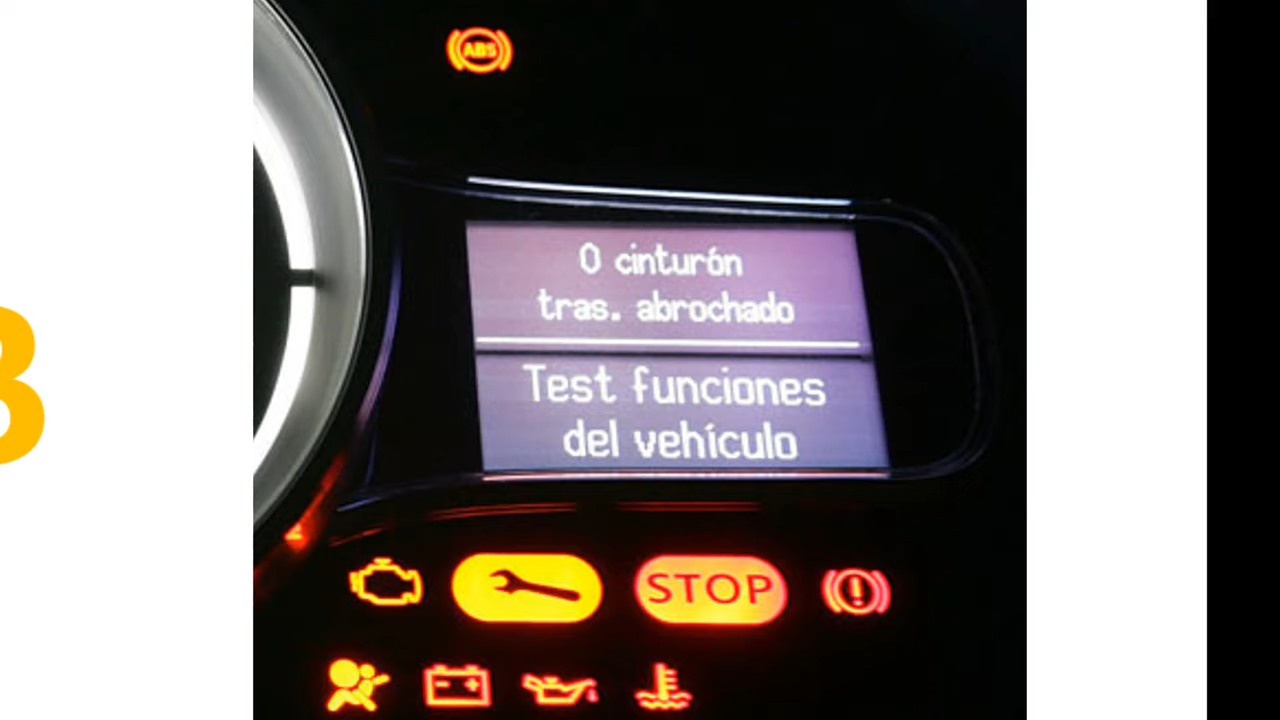 ABS
0 cinturón
tras. abrochado
Test funciones
del vehículo
STOP